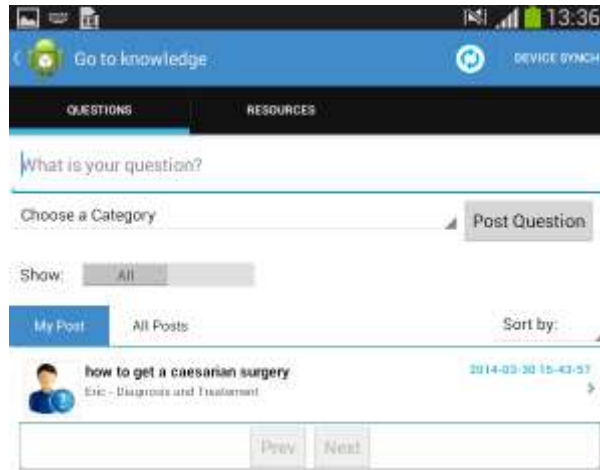 13:36
Go to knowledge
DEVICE SYNCH
QUESTIONS RESOURCES
What is your question?
Choose a Category
Post Question
Show: All
My Post All Posts Sort by:
how to get a caesarian surgery 2014-03-30 15-43-57
Eric - Diagnosis and Treatement
Prev Next